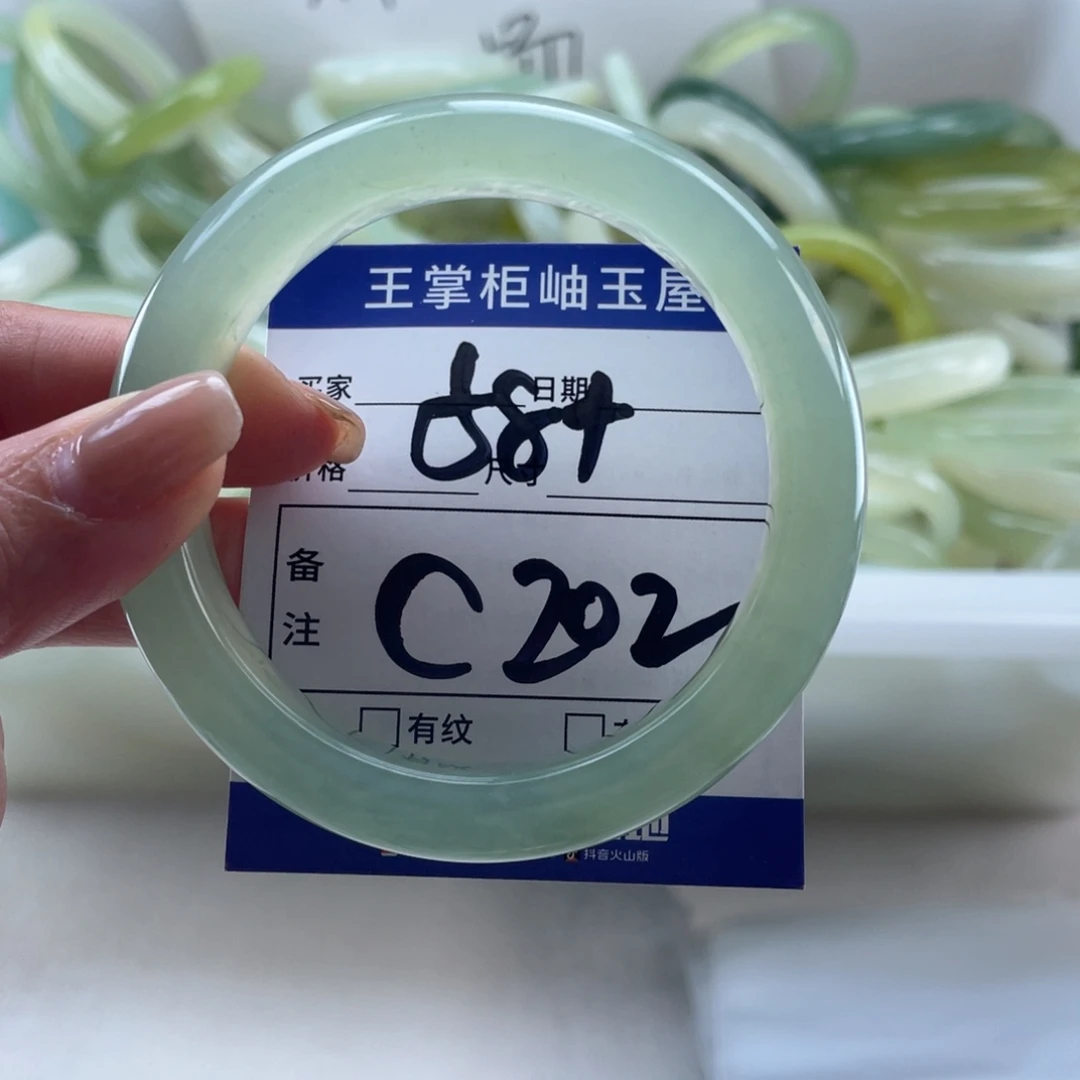 王掌柜岫玉屋
买家 日期
价格 尺寸
58+
备注
C202
有纹
抖音火山版